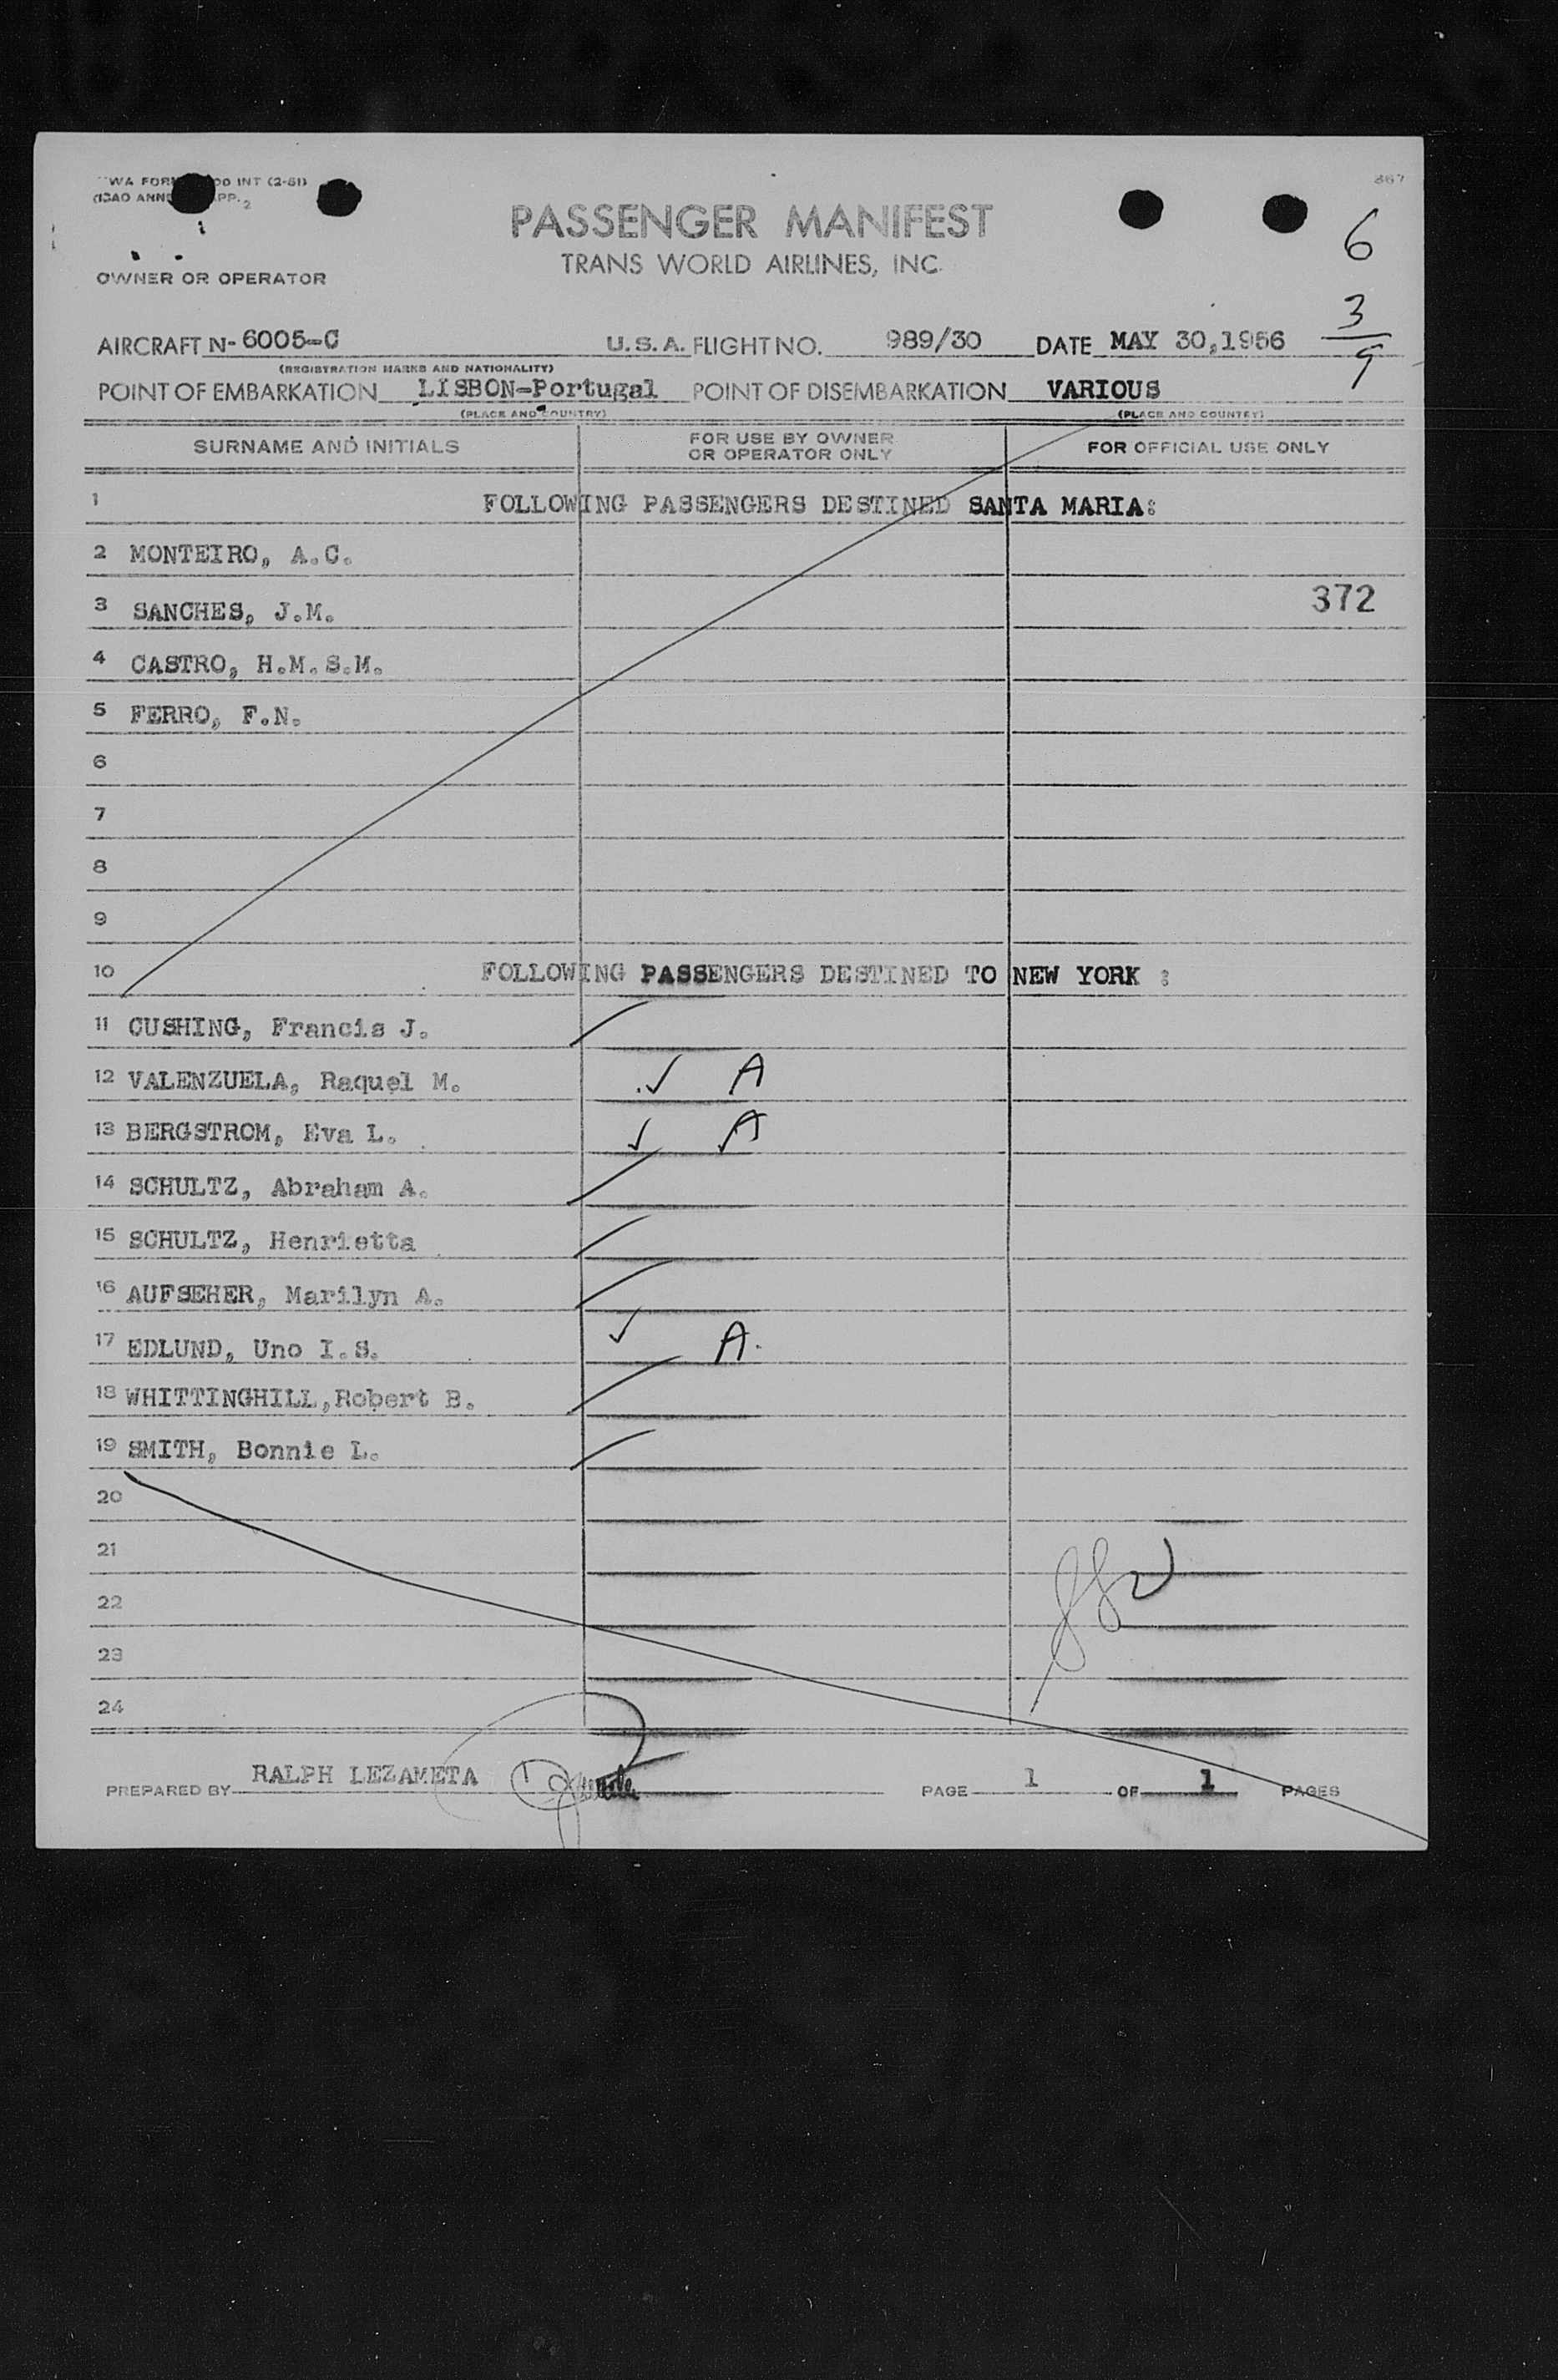 INT (2-51)
867
PASSENGER MANIFEST
6
TRANS WORLD AIRLINES, INC.
OWNER OR OPERATOR
3
9
AIRCRAFT N- 6005-C U.S.A. FLIGHT NO. 989/30 DATE MAY 30,1956
(REGISTRATION MARKS AND NATIONALITY)
POINT OF EMBARKATION LISBON-Portugal POINT OF DISEMBARKATION VARIOUS
(PLACE AND COUNTRY) (PLACE AND COUNTRY)
SURNAME AND INITIALS FOR USE BY OWNER OR OPERATOR ONLY FOR OFFICIAL USE ONLY
1 FOLLOWING PASSENGERS DESTINED SANTA MARIA:
2 MONTEIRO, A.C.
372
3 SANCHES, J.M.
4 CASTRO, H.M.S.M.
5 FERRO, F.N.
6
7
8
9
10 FOLLOWING PASSENGERS DESTINED TO NEW YORK :
11 CUSHING, Francis J.
12 VALENZUELA, Raquel M. ✓ A
13 BERGSTROM, Eva L. ✓ A
14 SCHULTZ, Abraham A.
15 SCHULTZ, Henrietta
16 AUFSEHER, Marilyn A.
17 EDLUND, Uno I.S. ✓ A.
18 WHITTINGHILL,Robert B.
19 SMITH, Bonnie L.
20
21
22
23
24
PREPARED BY RALPH LEZAMETA PAGE 1 OF 1 PAGES